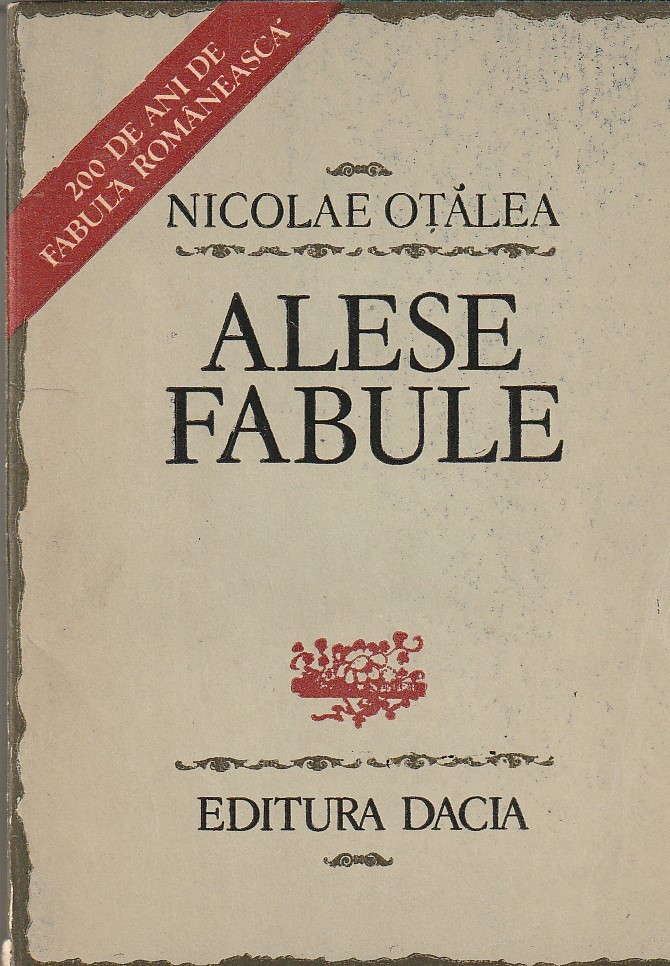 200 DE ANI DE
FABULĂ ROMÂNEASCĂ
NICOLAE OȚĂLEA
ALESE
FABULE
EDITURA DACIA